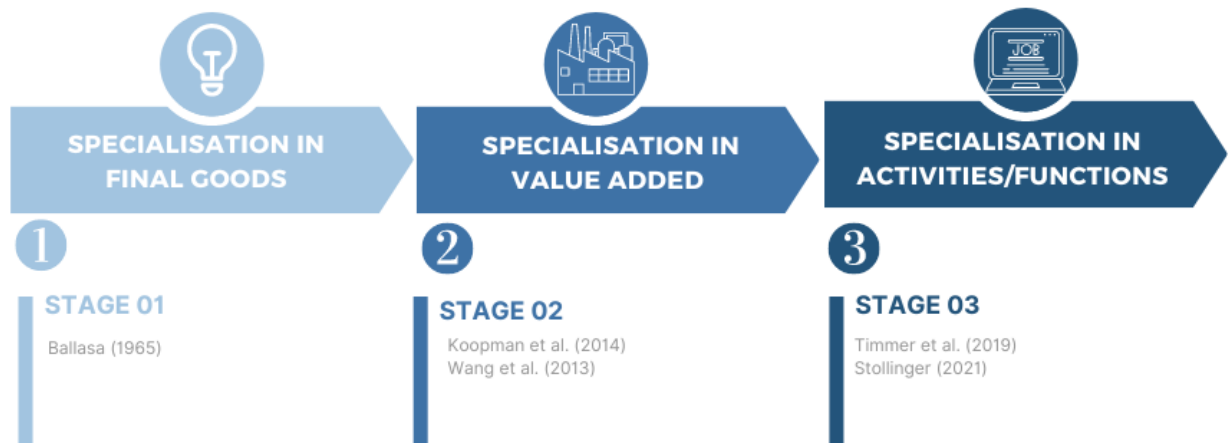 JOB
SPECIALISATION IN
FINAL GOODS
SPECIALISATION IN
VALUE ADDED
SPECIALISATION IN
ACTIVITIES/FUNCTIONS
1
2
3
STAGE 01
Ballasa (1965)
STAGE 02
Koopman et al. (2014)
Wang et al. (2013)
STAGE 03
Timmer et al. (2019)
Stollinger (2021)